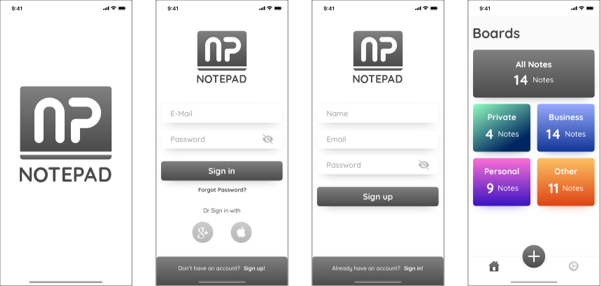 9:41
NP
NOTEPAD
9:41
NP
NOTEPAD
E-Mail
Password
Sign in
Forgot Password?
Or Sign in with
g+
Don't have an account? Sign up!
9:41
NP
NOTEPAD
Name
Email
Password
Sign up
Already have an account? Sign in!
9:41
Boards
All Notes
14 Notes
Private
4 Notes
Business
14 Notes
Personal
9 Notes
Other
11 Notes